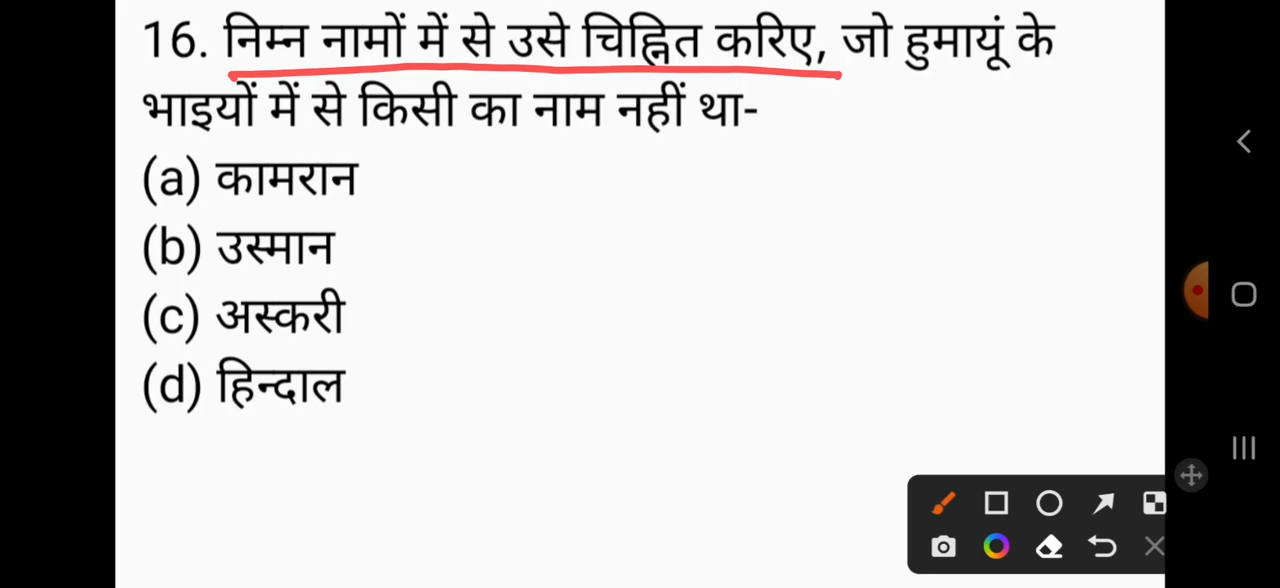 16. निम्न नामों में से उसे चिह्नित करिए, जो हुमायूं के
भाइयों में से किसी का नाम नहीं था-
(a) कामरान
(b) उस्मान
(c) अस्करी
(d) हिन्दाल